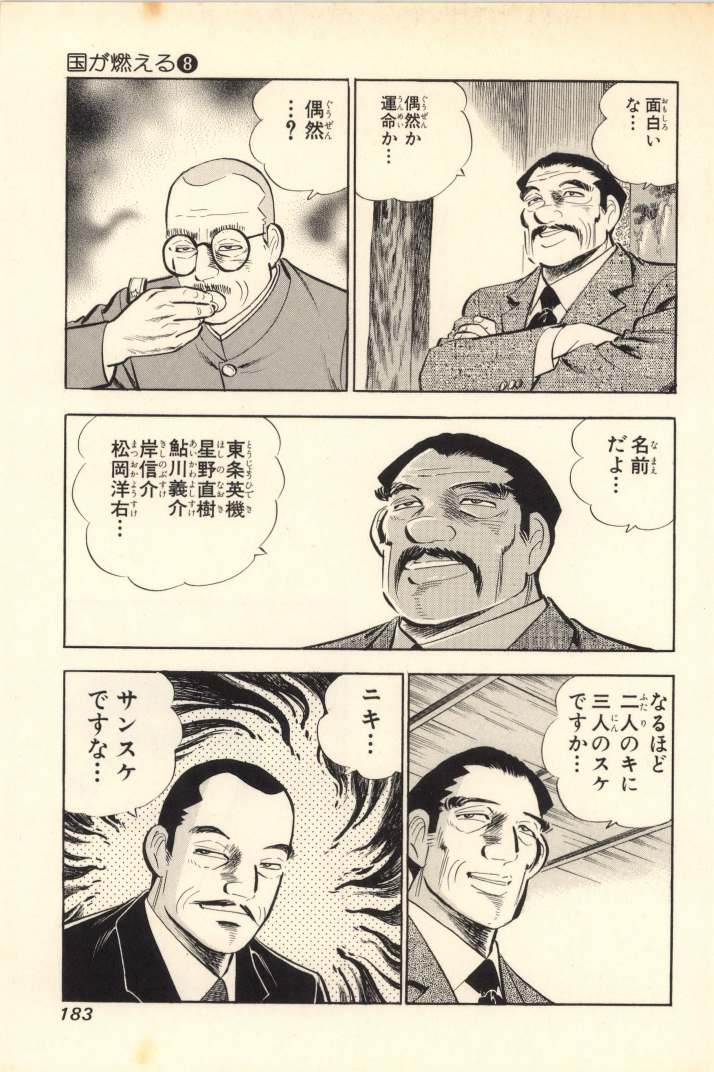 国が燃える❽
面白い
な…
偶然か
運命か…
偶然
…?
名前
だよ…
東条英機
星野直樹
鮎川義介
岸信介
松岡洋右…
なるほど
二人のキに
三人のスケ
ですか…
ニキ…
サンスケ
ですな…
183